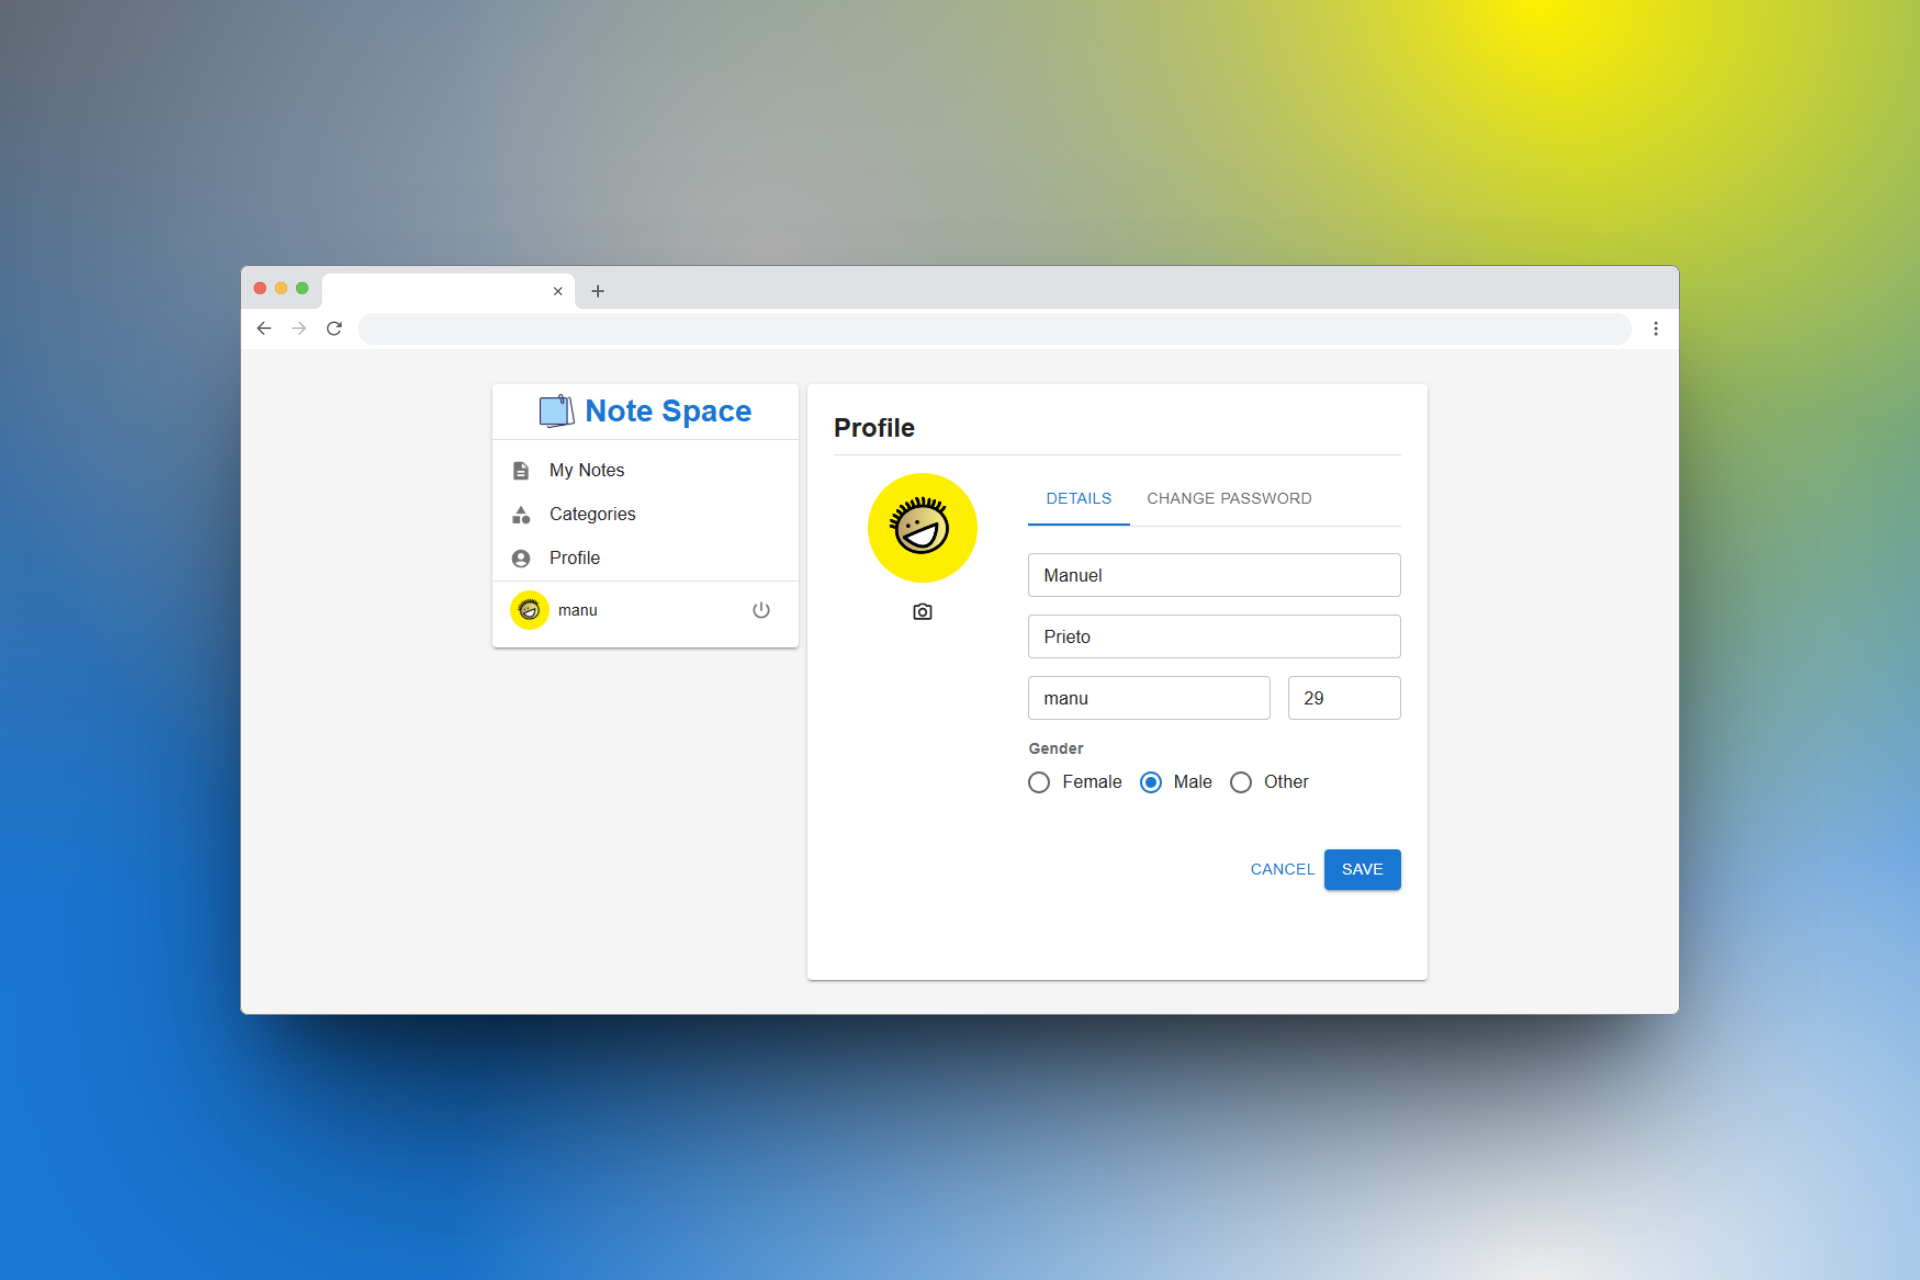 Note Space
My Notes
Categories
Profile
manu
Profile
DETAILS CHANGE PASSWORD
Manuel
Prieto
manu 29
Gender
Female Male Other
CANCEL SAVE